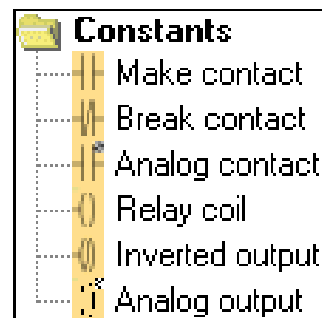 Constants
Make contact
Break contact
Analog contact
Relay coil
Inverted output
Analog output